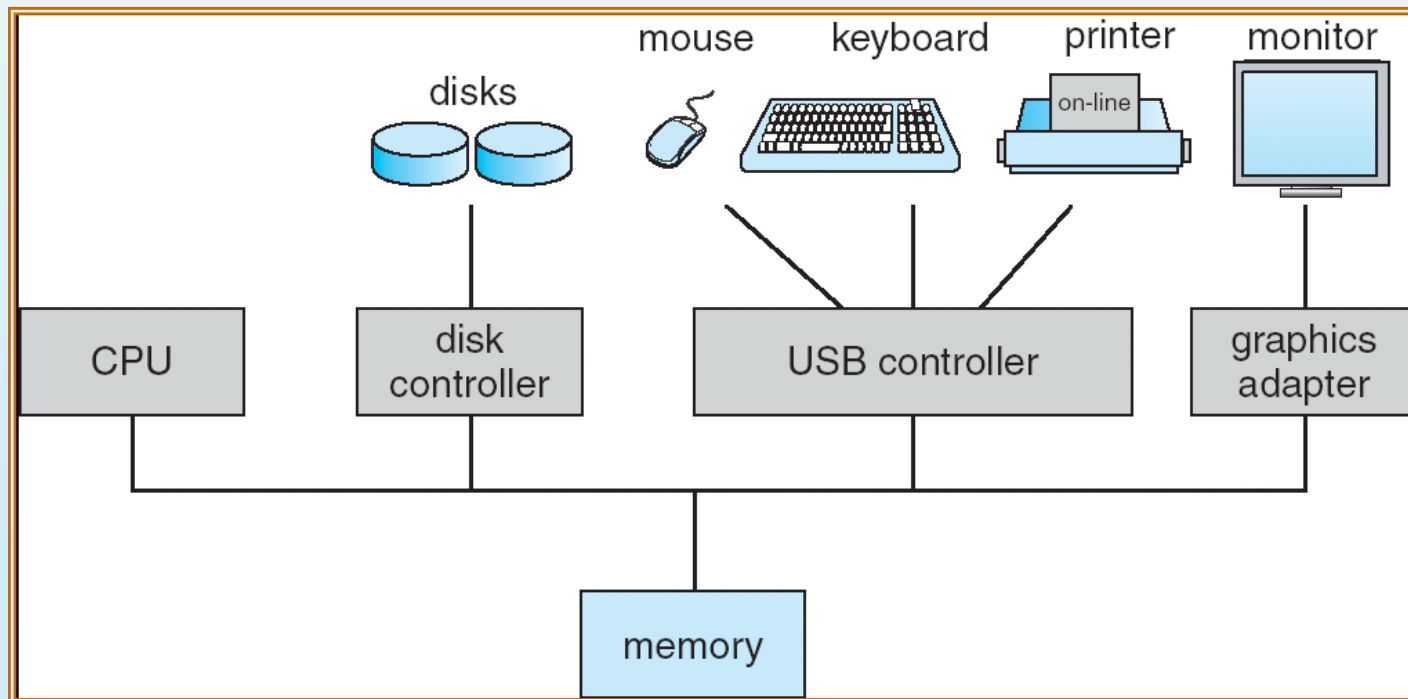 mouse
keyboard
printer
monitor
disks
on-line
CPU
disk
controller
USB controller
graphics
adapter
memory